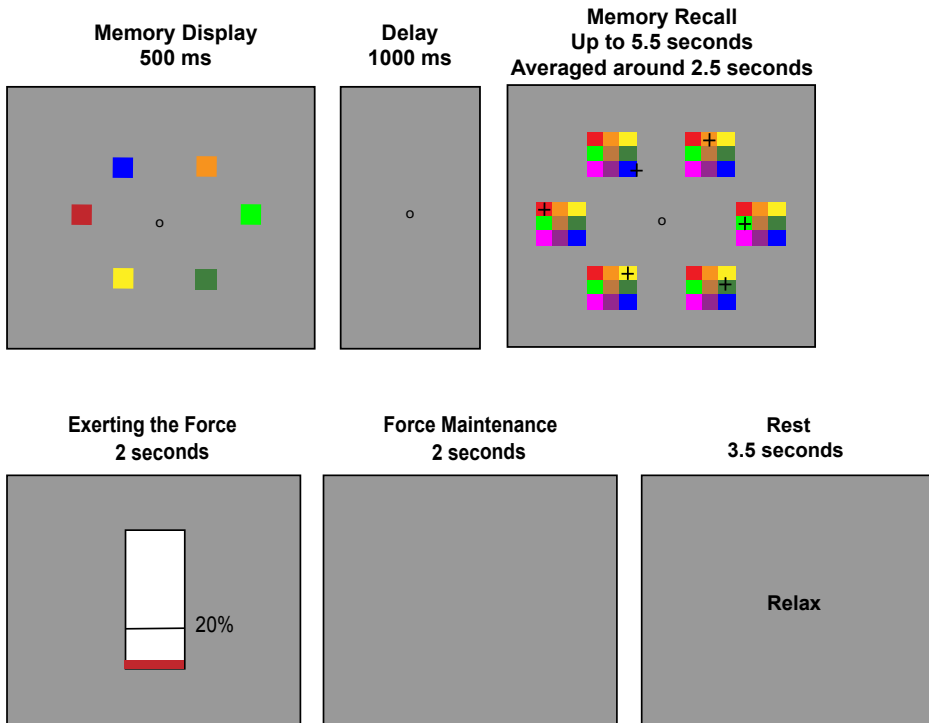 Memory Display
500 ms
Delay
1000 ms
Memory Recall
Up to 5.5 seconds
Averaged around 2.5 seconds
o
o
o
Exerting the Force
2 seconds
Force Maintenance
2 seconds
Rest
3.5 seconds
20%
Relax